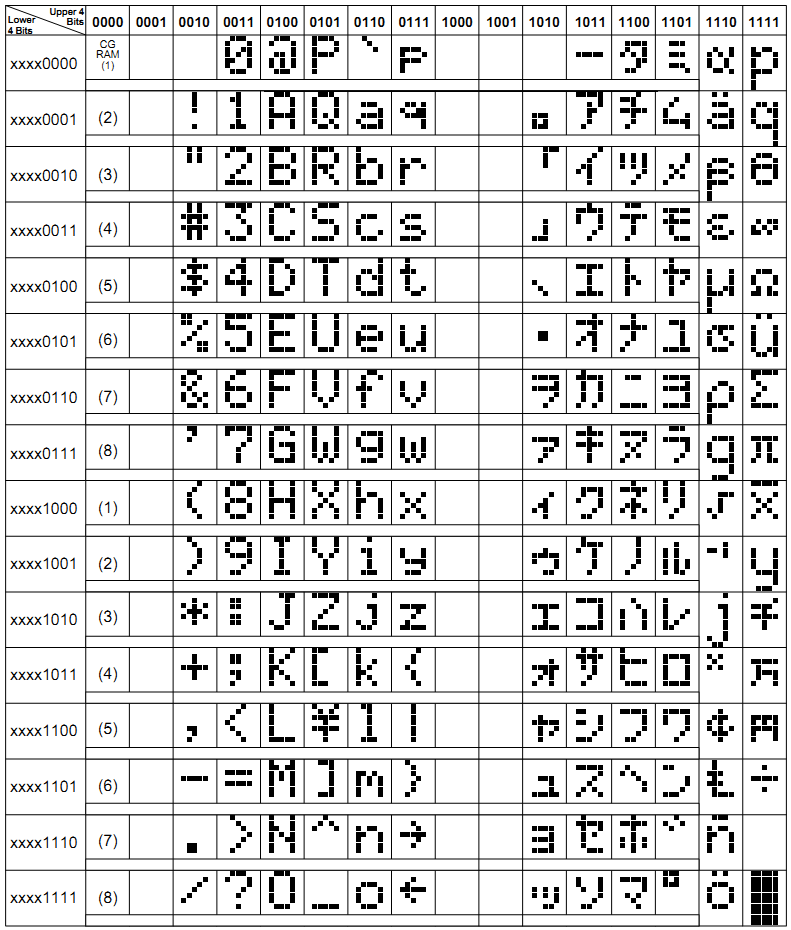 Upper 4 Bits
Lower 4 Bits
0000 0001 0010 0011 0100 0101 0110 0111 1000 1001 1010 1011 1100 1101 1110 1111
xxxx0000 CG RAM (1) 0 @ P ` p ー タ ミ α p
xxxx0001 (2) ! 1 A Q a q 。 ア チ ム ä q
xxxx0010 (3) " 2 B R b r 「 イ ツ メ β θ
xxxx0011 (4) # 3 C S c s 」 ウ テ モ ε ∞
xxxx0100 (5) $ 4 D T d t 、 エ ト ヤ μ Ω
xxxx0101 (6) % 5 E U e u ・ オ ナ ユ σ ü
xxxx0110 (7) & 6 F V f v ヲ カ ニ ヨ ρ Σ
xxxx0111 (8) ' 7 G W g w ァ キ ヌ ラ g π
xxxx1000 (1) ( 8 H X h x ィ ク ネ リ √ x̄
xxxx1001 (2) ) 9 I Y i y ゥ ケ ノ ル ⁻¹ y
xxxx1010 (3) * : J Z j z ェ コ ハ レ j 千
xxxx1011 (4) + ; K [ k { ォ サ ヒ ロ ˣ 万
xxxx1100 (5) , < L ¥ l | ャ シ フ ワ ¢ 円
xxxx1101 (6) - = M ] m } ュ ス ヘ ン £ ÷
xxxx1110 (7) . > N ^ n → ョ セ ホ ゛ ñ
xxxx1111 (8) / ? O _ o ← ッ ソ マ ゜ ö █